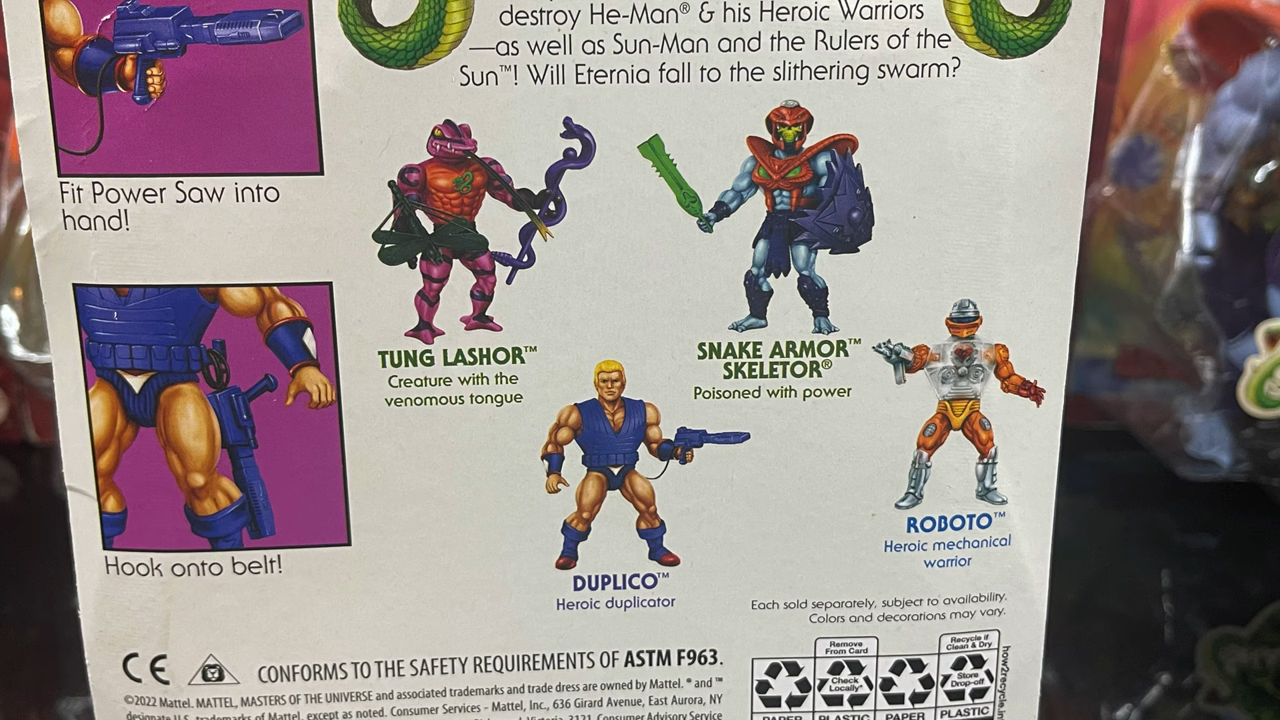 destroy He-Man® & his Heroic Warriors
—as well as Sun-Man and the Rulers of the
Sun™! Will Eternia fall to the slithering swarm?
Fit Power Saw into
hand!
TUNG LASHOR™
Creature with the
venomous tongue
SNAKE ARMOR™
SKELETOR®
Poisoned with power
ROBOTO™
Heroic mechanical
warrior
Hook onto belt!
DUPLICO™
Heroic duplicator
Each sold separately, subject to availability.
Colors and decorations may vary.
CE
CONFORMS TO THE SAFETY REQUIREMENTS OF ASTM F963.
©2022 Mattel. MATTEL, MASTERS OF THE UNIVERSE and associated trademarks and trade dress are owned by Mattel. ® and ™
designate U.S. trademarks of Mattel, except as noted. Consumer Services - Mattel, Inc., 636 Girard Avenue, East Aurora, NY
3121 Consumer Advisory Service
Remove
From Card
Recycle if
Clean & Dry
Check
Locally*
Store
Drop-off
PAPER
PLASTIC
PAPER
PLASTIC
how2recycle.in